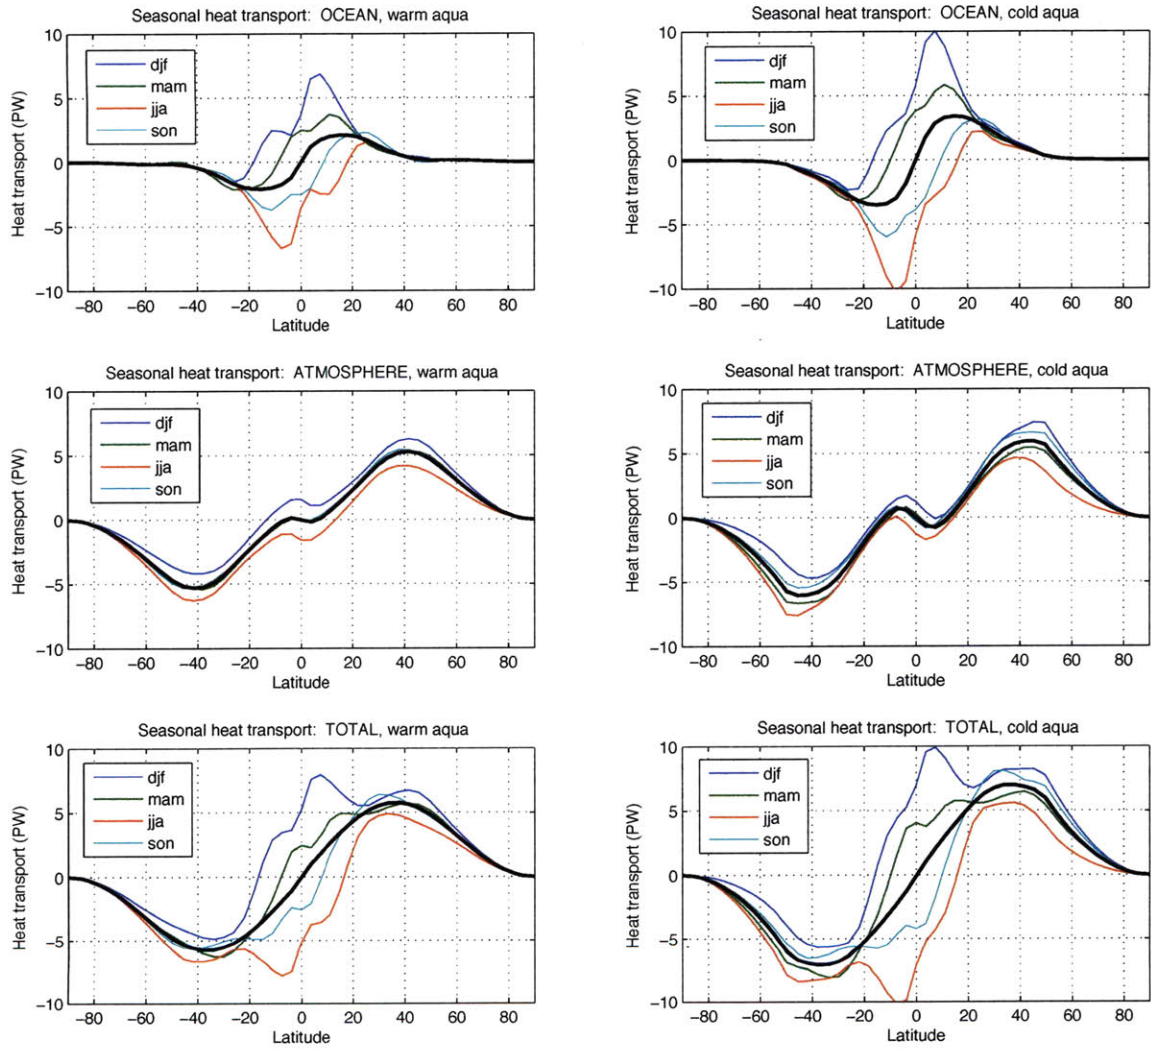 Seasonal heat transport: OCEAN, warm aqua
Heat transport (PW)
10
5
0
−5
−10
djf
mam
jja
son
−80 −60 −40 −20 0 20 40 60 80
Latitude
Seasonal heat transport: OCEAN, cold aqua
Heat transport (PW)
10
5
0
−5
−10
djf
mam
jja
son
−80 −60 −40 −20 0 20 40 60 80
Latitude
Seasonal heat transport: ATMOSPHERE, warm aqua
Heat transport (PW)
10
5
0
−5
−10
djf
mam
jja
son
−80 −60 −40 −20 0 20 40 60 80
Latitude
Seasonal heat transport: ATMOSPHERE, cold aqua
Heat transport (PW)
10
5
0
−5
−10
djf
mam
jja
son
−80 −60 −40 −20 0 20 40 60 80
Latitude
Seasonal heat transport: TOTAL, warm aqua
Heat transport (PW)
10
5
0
−5
−10
djf
mam
jja
son
−80 −60 −40 −20 0 20 40 60 80
Latitude
Seasonal heat transport: TOTAL, cold aqua
Heat transport (PW)
10
5
0
−5
−10
djf
mam
jja
son
−80 −60 −40 −20 0 20 40 60 80
Latitude